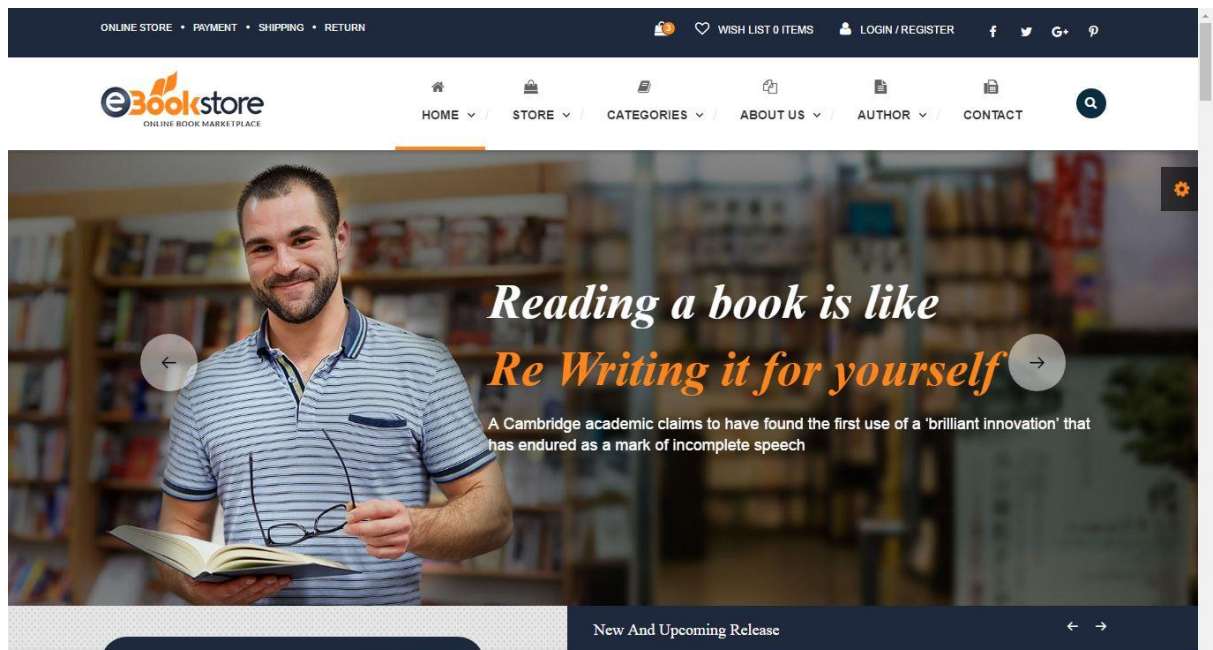 ONLINE STORE • PAYMENT • SHIPPING • RETURN
3
WISH LIST 0 ITEMS
LOGIN / REGISTER
f G+
eBookstore
ONLINE BOOK MARKETPLACE
HOME / STORE / CATEGORIES / ABOUT US / AUTHOR / CONTACT
Reading a book is like
Re Writing it for yourself
A Cambridge academic claims to have found the first use of a ‘brilliant innovation’ that
has endured as a mark of incomplete speech
New And Upcoming Release